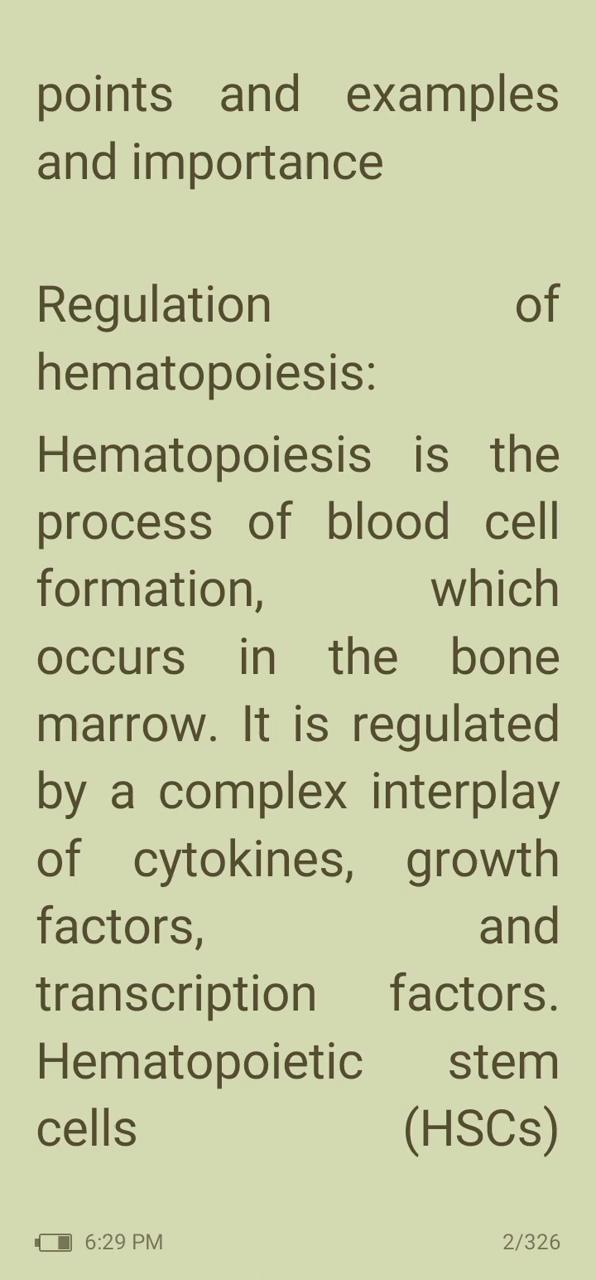 points and examples
and importance
Regulation of
hematopoiesis:
Hematopoiesis is the
process of blood cell
formation, which
occurs in the bone
marrow. It is regulated
by a complex interplay
of cytokines, growth
factors, and
transcription factors.
Hematopoietic stem
cells (HSCs)
6:29 PM 2/326